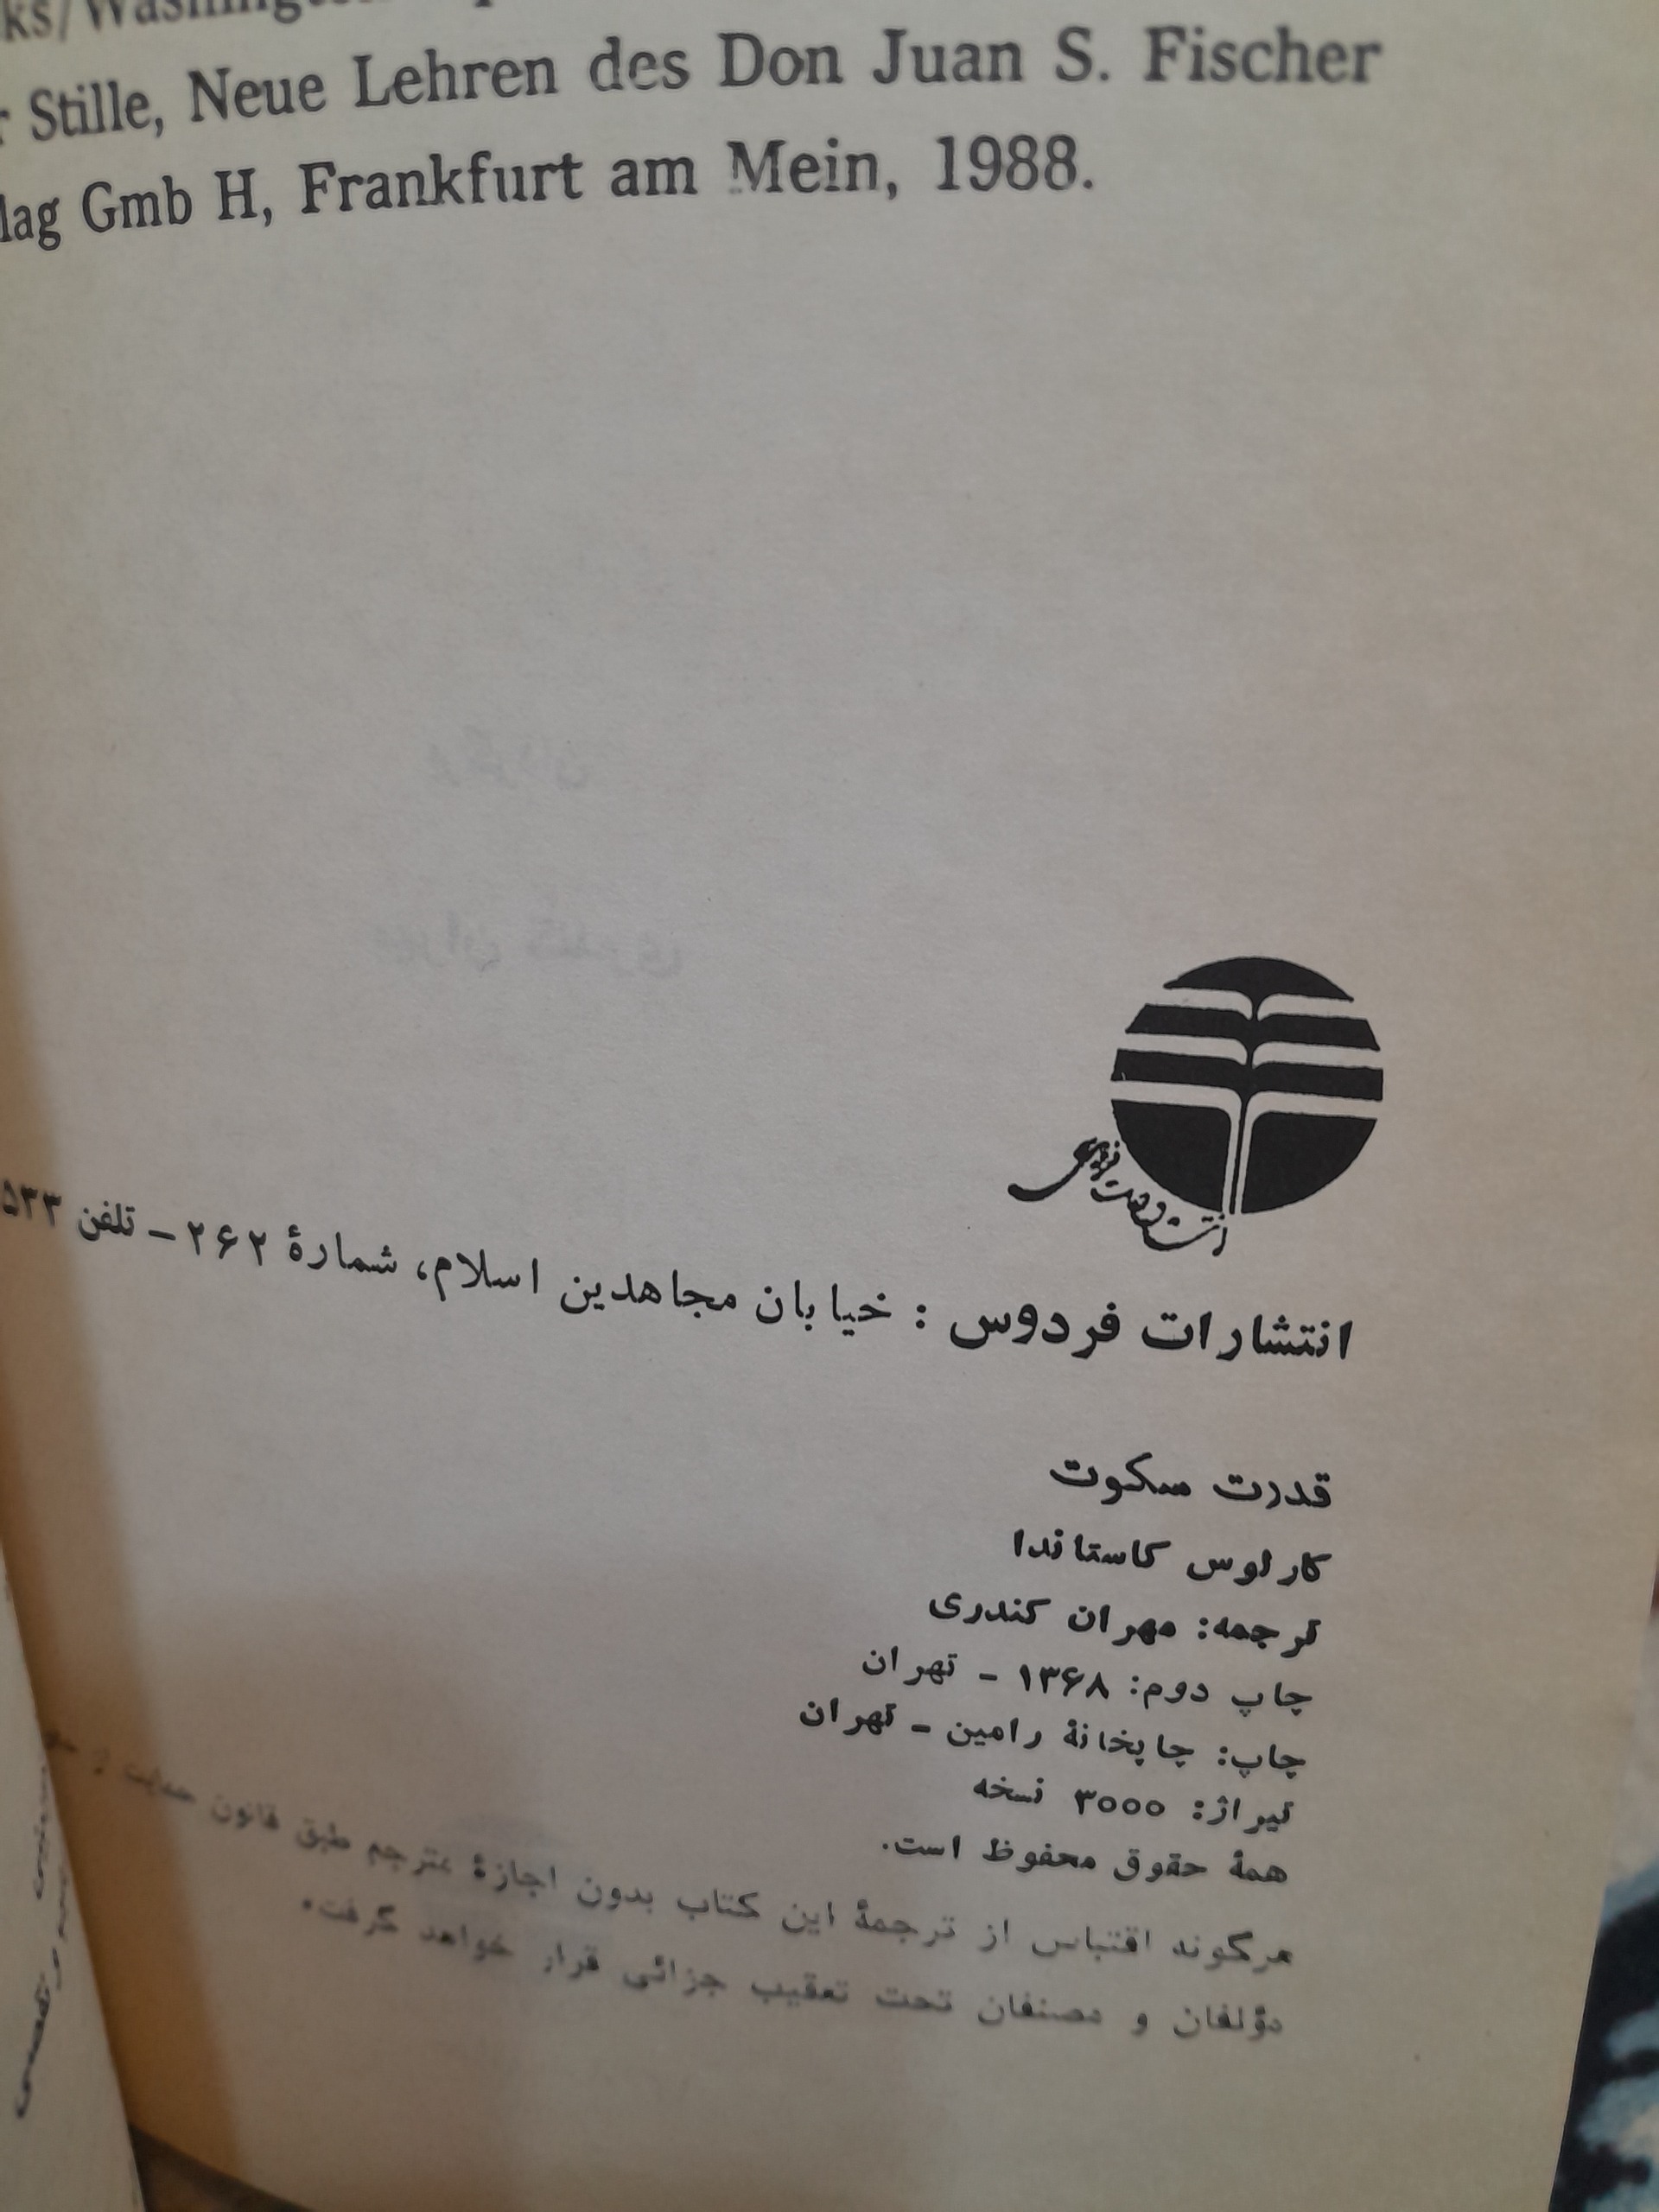 Stille, Neue Lehren des Don Juan S. Fischer
lag Gmb H, Frankfurt am Mein, 1988.
انتشارات فردوس
انتشارات فردوس : خیابان مجاهدین اسلام، شمارهٔ ۲۶۲ – تلفن ۵۳۳
قدرت سکوت
کارلوس کاستاندا
ترجمه: مهران کندری
چاپ دوم: ۱۳۶۸ - تهران
چاپ: چاپخانهٔ رامین - تهران
تیراژ: ۳۰۰۰ نسخه
همهٔ حقوق محفوظ است.
هرگونه اقتباس از ترجمهٔ این کتاب بدون اجازهٔ مترجم طبق قانون حمایت از
مؤلفان و مصنفان تحت تعقیب جزائی قرار خواهد گرفت.